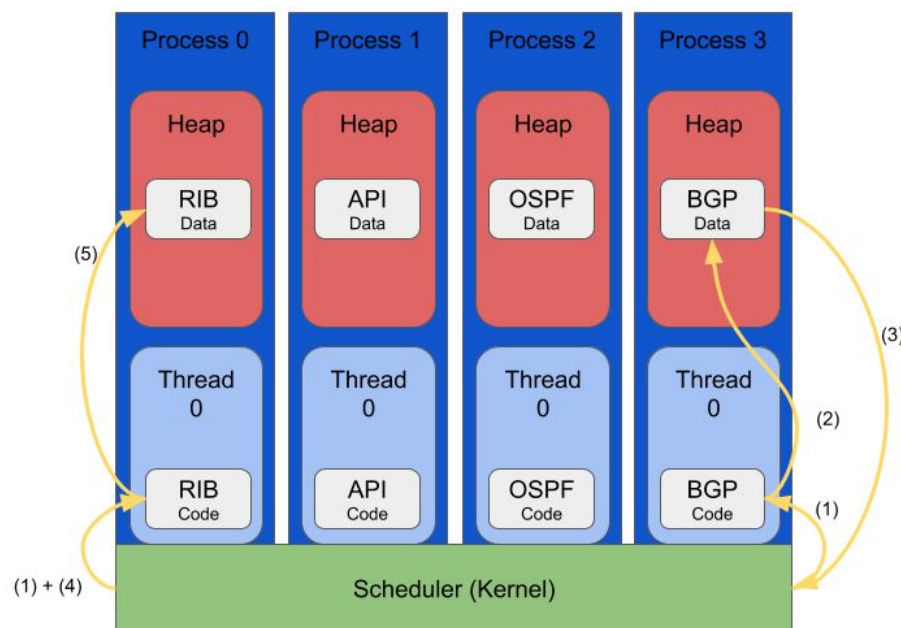 Process 0
Process 1
Process 2
Process 3
Heap
Heap
Heap
Heap
RIB
Data
API
Data
OSPF
Data
BGP
Data
(5)
(3)
Thread
0
Thread
0
Thread
0
Thread
0
(2)
RIB
Code
API
Code
OSPF
Code
BGP
Code
(1)
(1) + (4)
Scheduler (Kernel)